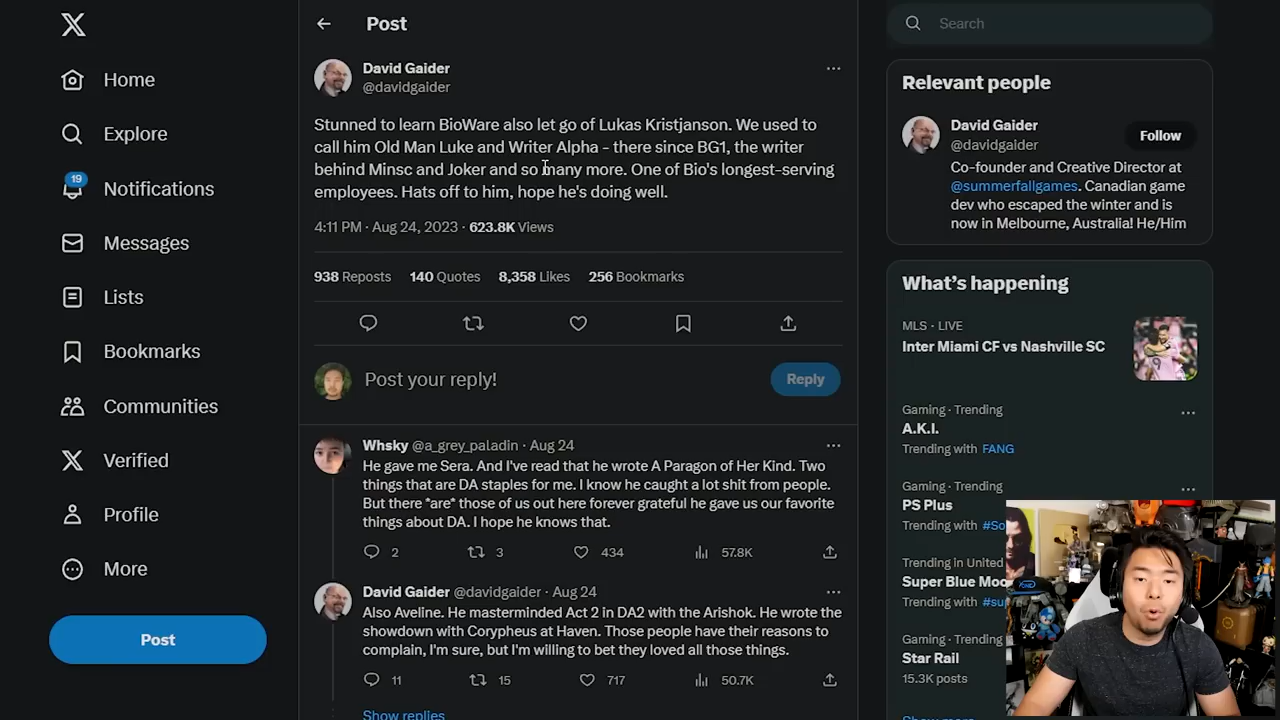 Post
David Gaider
@davidgaider
Stunned to learn BioWare also let go of Lukas Kristjanson. We used to
call him Old Man Luke and Writer Alpha - there since BG1, the writer
behind Minsc and Joker and so many more. One of Bio's longest-serving
employees. Hats off to him, hope he's doing well.
4:11 PM · Aug 24, 2023 · 623.8K Views
938 Reposts 140 Quotes 8,358 Likes 256 Bookmarks
Post your reply!
Reply
Whsky @a_grey_paladin · Aug 24
He gave me Sera. And I've read that he wrote A Paragon of Her Kind. Two
things that are DA staples for me. I know he caught a lot shit from people.
But there *are* those of us out here forever grateful he gave us our favorite
things about DA. I hope he knows that.
2 3 434 57.8K
David Gaider @davidgaider · Aug 24
Also Aveline. He masterminded Act 2 in DA2 with the Arishok. He wrote the
showdown with Corypheus at Haven. Those people have their reasons to
complain, I'm sure, but I'm willing to bet they loved all those things.
11 15 717 50.7K
Show replies
X
Home
Explore
19
Notifications
Messages
Lists
Bookmarks
Communities
Verified
Profile
More
Post
Search
Relevant people
David Gaider
@davidgaider
Follow
Co-founder and Creative Director at
@summerfallgames. Canadian game
dev who escaped the winter and is
now in Melbourne, Australia! He/Him
What's happening
MLS · LIVE
Inter Miami CF vs Nashville SC
Gaming · Trending
A.K.I.
Trending with FANG
Gaming · Trending
PS Plus
Trending with #So
Trending in United
Super Blue Moo
Trending with #su
Gaming · Trending
Star Rail
15.3K posts
Show more